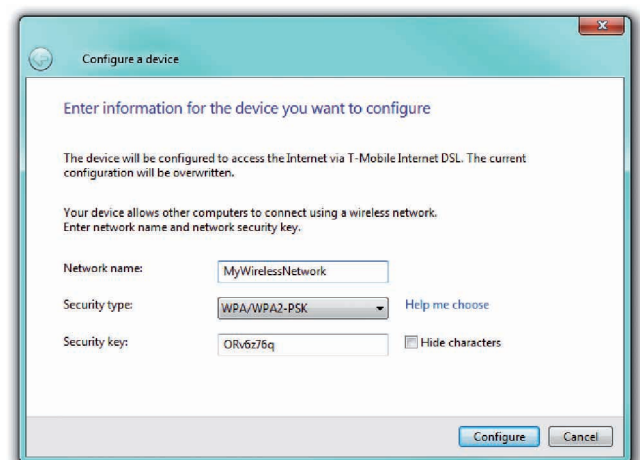 Configure a device
Enter information for the device you want to configure
The device will be configured to access the Internet via T-Mobile Internet DSL. The current
configuration will be overwritten.
Your device allows other computers to connect using a wireless network.
Enter network name and network security key.
Network name: MyWirelessNetwork
Security type: WPA/WPA2-PSK Help me choose
Security key: ORv6z76q Hide characters
Configure Cancel